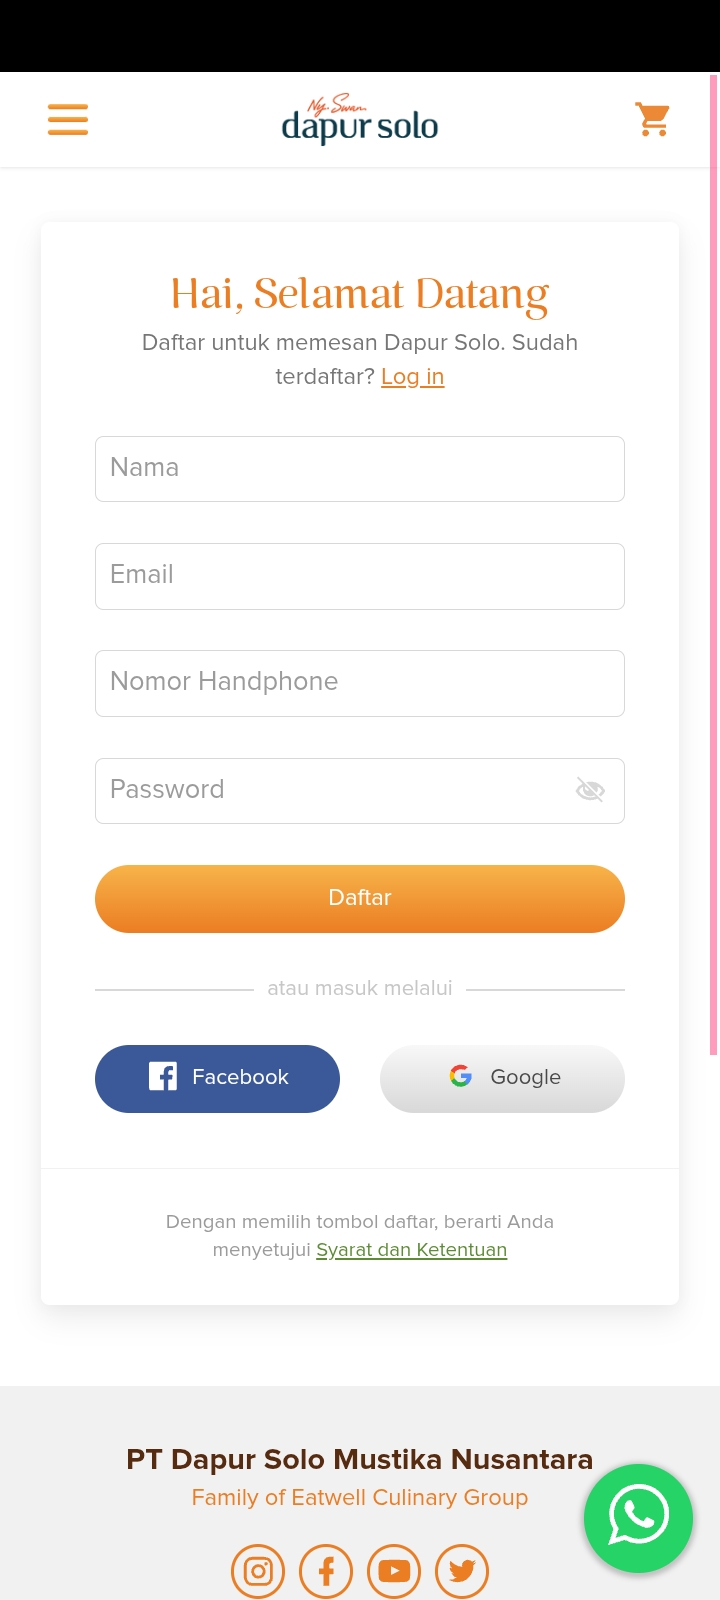 Ny. Swan
dapur solo
Hai, Selamat Datang
Daftar untuk memesan Dapur Solo. Sudah
terdaftar? Log in
Nama
Email
Nomor Handphone
Password
Daftar
atau masuk melalui
Facebook
Google
Dengan memilih tombol daftar, berarti Anda
menyetujui Syarat dan Ketentuan
PT Dapur Solo Mustika Nusantara
Family of Eatwell Culinary Group